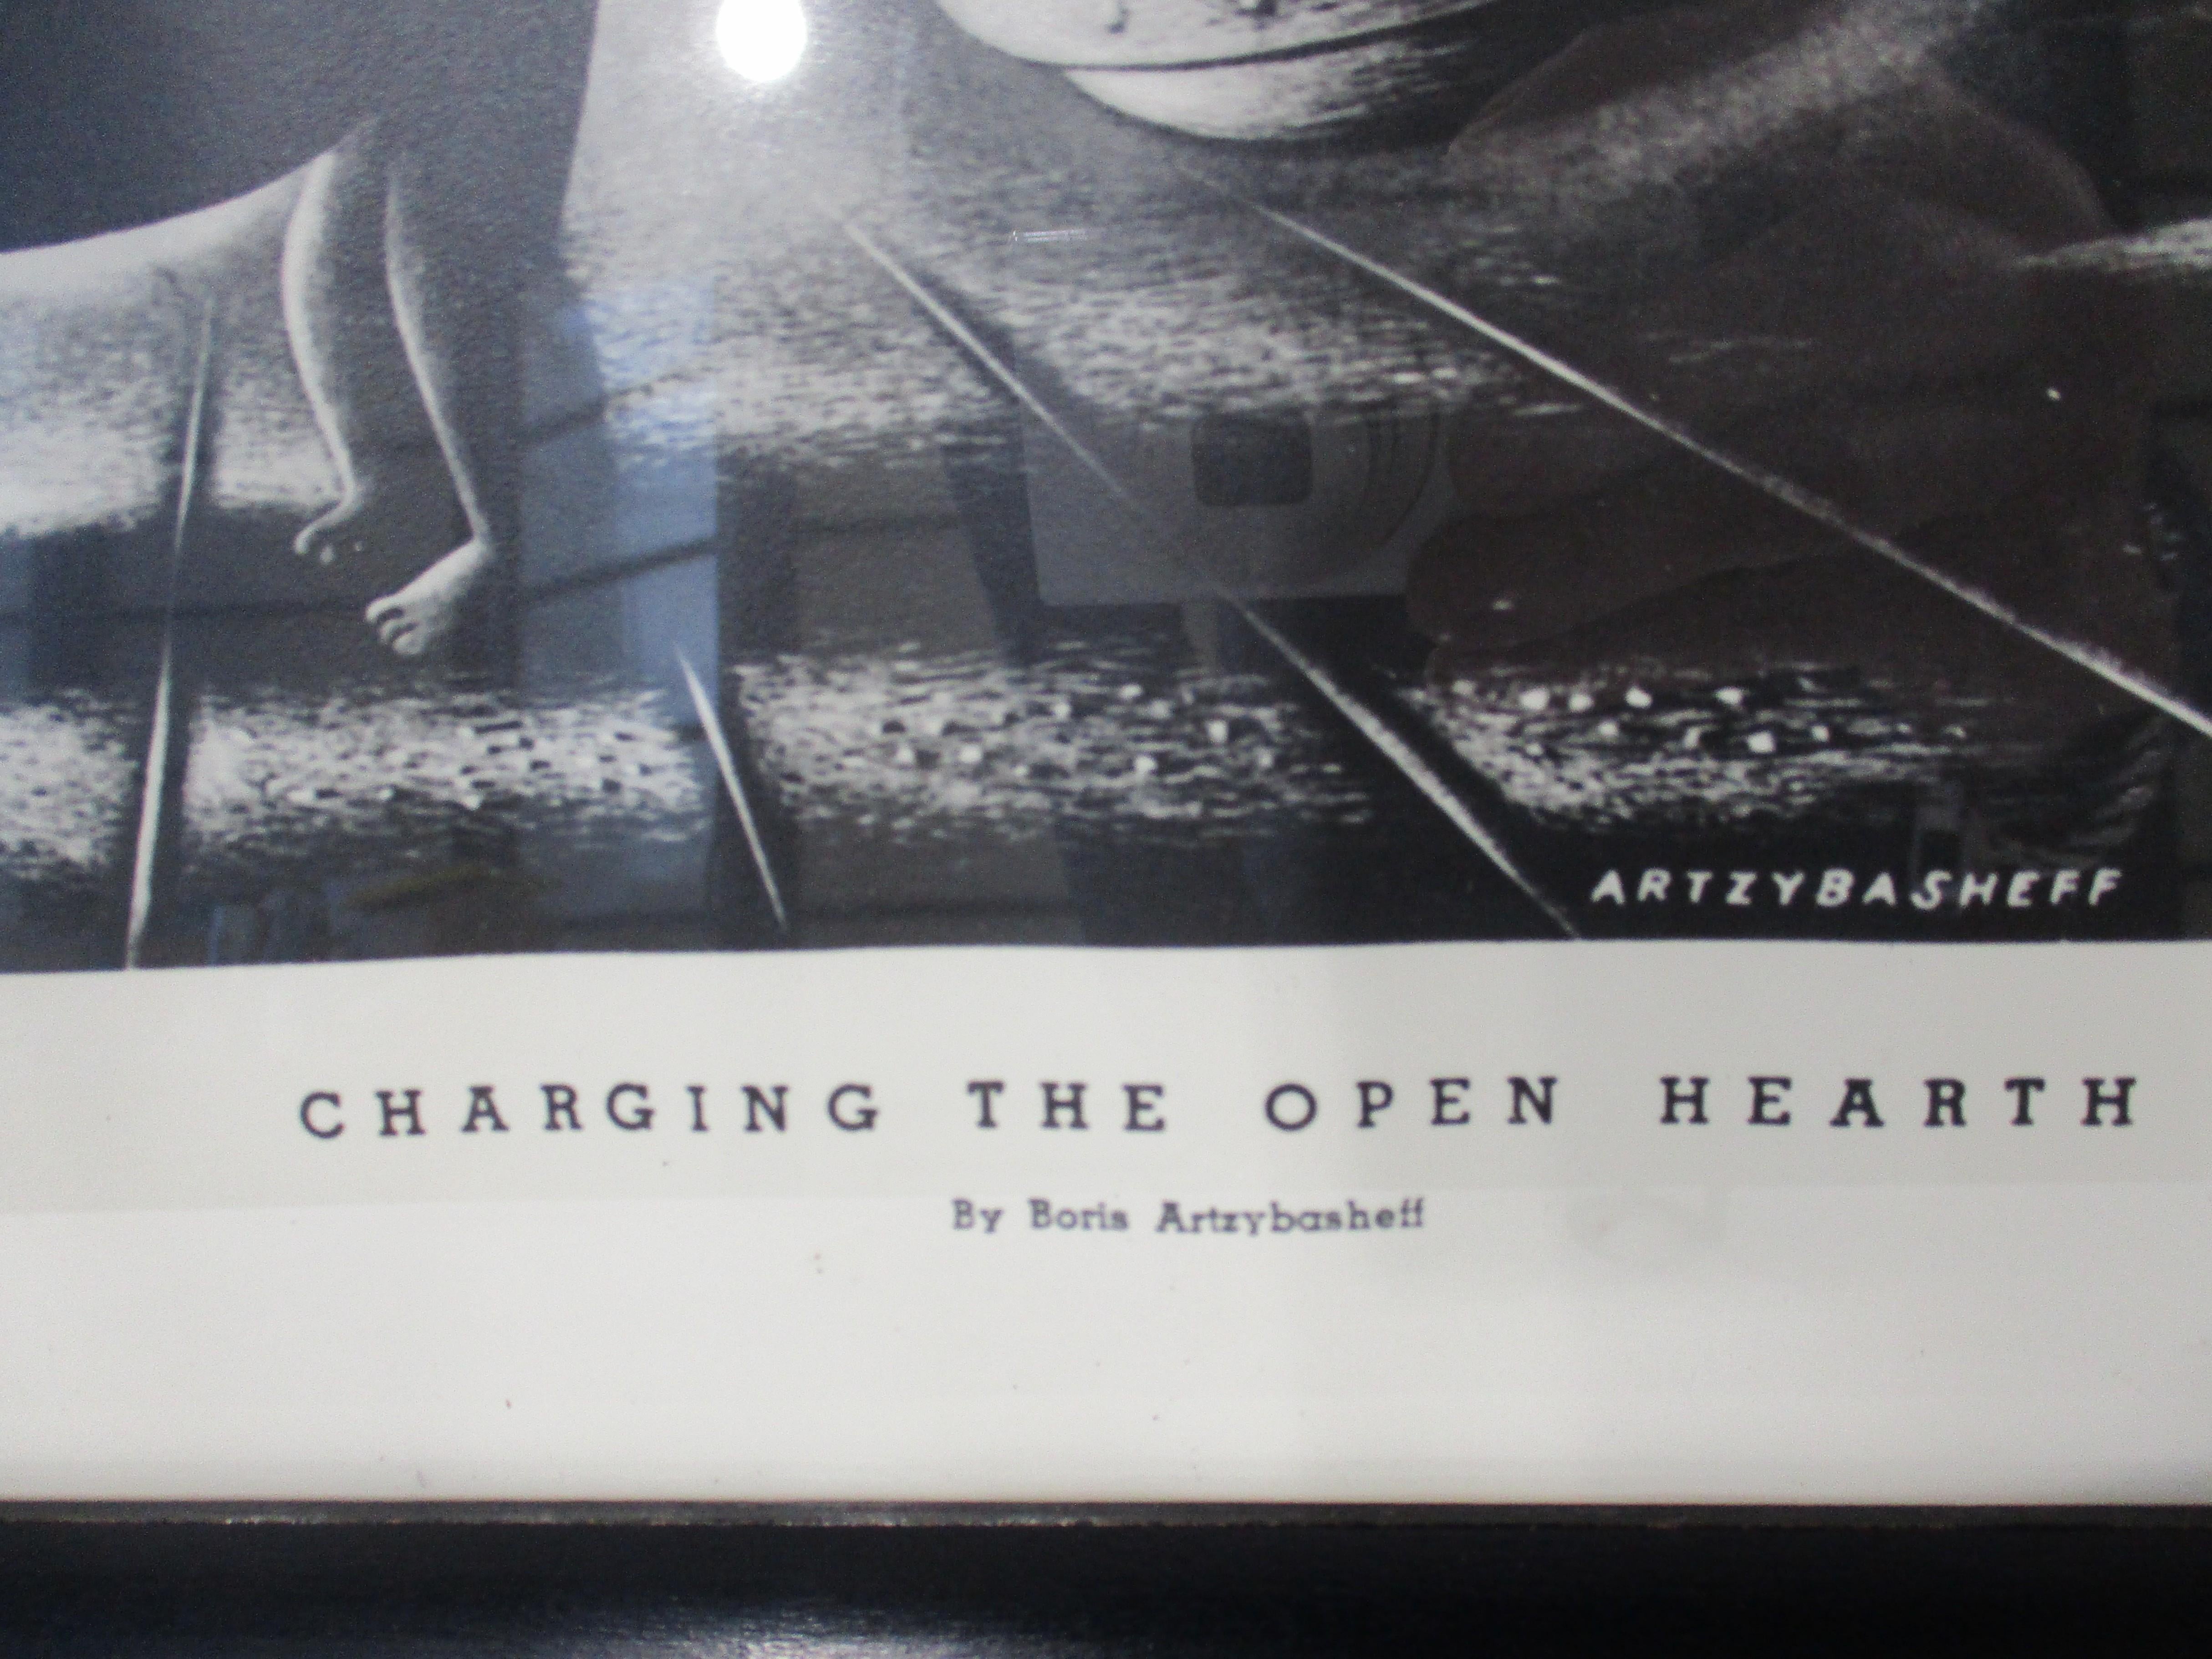 ARTZYBASHEFF
CHARGING THE OPEN HEARTH
By Boris Artzybasheff